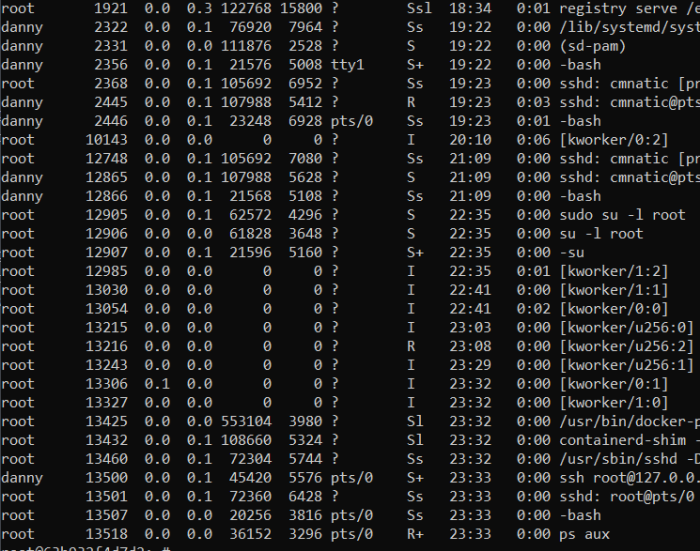 root 1921 0.0 0.3 122768 15800 ? Ssl 18:34 0:01 registry serve /e
danny 2322 0.0 0.1 76920 7964 ? Ss 19:22 0:00 /lib/systemd/syst
danny 2331 0.0 0.0 111876 2528 ? S 19:22 0:00 (sd-pam)
danny 2356 0.0 0.1 21576 5008 tty1 S+ 19:22 0:00 -bash
root 2368 0.0 0.1 105692 6952 ? Ss 19:23 0:00 sshd: cmnatic [pr
danny 2445 0.0 0.1 107988 5412 ? R 19:23 0:03 sshd: cmnatic@pts
danny 2446 0.0 0.1 23248 6928 pts/0 Ss 19:23 0:01 -bash
root 10143 0.0 0.0 0 0 ? I 20:10 0:06 [kworker/0:2]
root 12748 0.0 0.1 105692 7080 ? Ss 21:09 0:00 sshd: cmnatic [pr
danny 12865 0.0 0.1 107988 5628 ? S 21:09 0:00 sshd: cmnatic@pts
danny 12866 0.0 0.1 21568 5108 ? Ss 21:09 0:00 -bash
root 12905 0.0 0.1 62572 4296 ? S 22:35 0:00 sudo su -l root
root 12906 0.0 0.0 61828 3648 ? S 22:35 0:00 su -l root
root 12907 0.0 0.1 21596 5160 ? S+ 22:35 0:00 -su
root 12985 0.0 0.0 0 0 ? I 22:35 0:01 [kworker/1:2]
root 13030 0.0 0.0 0 0 ? I 22:41 0:00 [kworker/1:1]
root 13054 0.0 0.0 0 0 ? I 22:41 0:02 [kworker/0:0]
root 13215 0.0 0.0 0 0 ? I 23:03 0:00 [kworker/u256:0]
root 13216 0.0 0.0 0 0 ? R 23:08 0:00 [kworker/u256:2]
root 13243 0.0 0.0 0 0 ? I 23:29 0:00 [kworker/u256:1]
root 13306 0.1 0.0 0 0 ? I 23:32 0:00 [kworker/0:1]
root 13327 0.0 0.0 0 0 ? I 23:32 0:00 [kworker/1:0]
root 13425 0.0 0.0 553104 3980 ? Sl 23:32 0:00 /usr/bin/docker-p
root 13432 0.0 0.1 108660 5324 ? Sl 23:32 0:00 containerd-shim -
root 13460 0.0 0.1 72304 5744 ? Ss 23:32 0:00 /usr/sbin/sshd -D
danny 13500 0.0 0.1 45420 5576 pts/0 S+ 23:33 0:00 ssh root@127.0.0.
root 13501 0.0 0.1 72360 6428 ? Ss 23:33 0:00 sshd: root@pts/0
root 13507 0.0 0.0 20256 3816 pts/0 Ss 23:33 0:00 -bash
root 13518 0.0 0.0 36152 3296 pts/0 R+ 23:33 0:00 ps aux